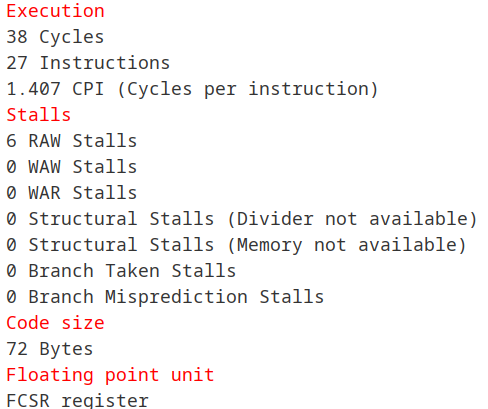 Execution
38 Cycles
27 Instructions
1.407 CPI (Cycles per instruction)
Stalls
6 RAW Stalls
0 WAW Stalls
0 WAR Stalls
0 Structural Stalls (Divider not available)
0 Structural Stalls (Memory not available)
0 Branch Taken Stalls
0 Branch Misprediction Stalls
Code size
72 Bytes
Floating point unit
FCSR register